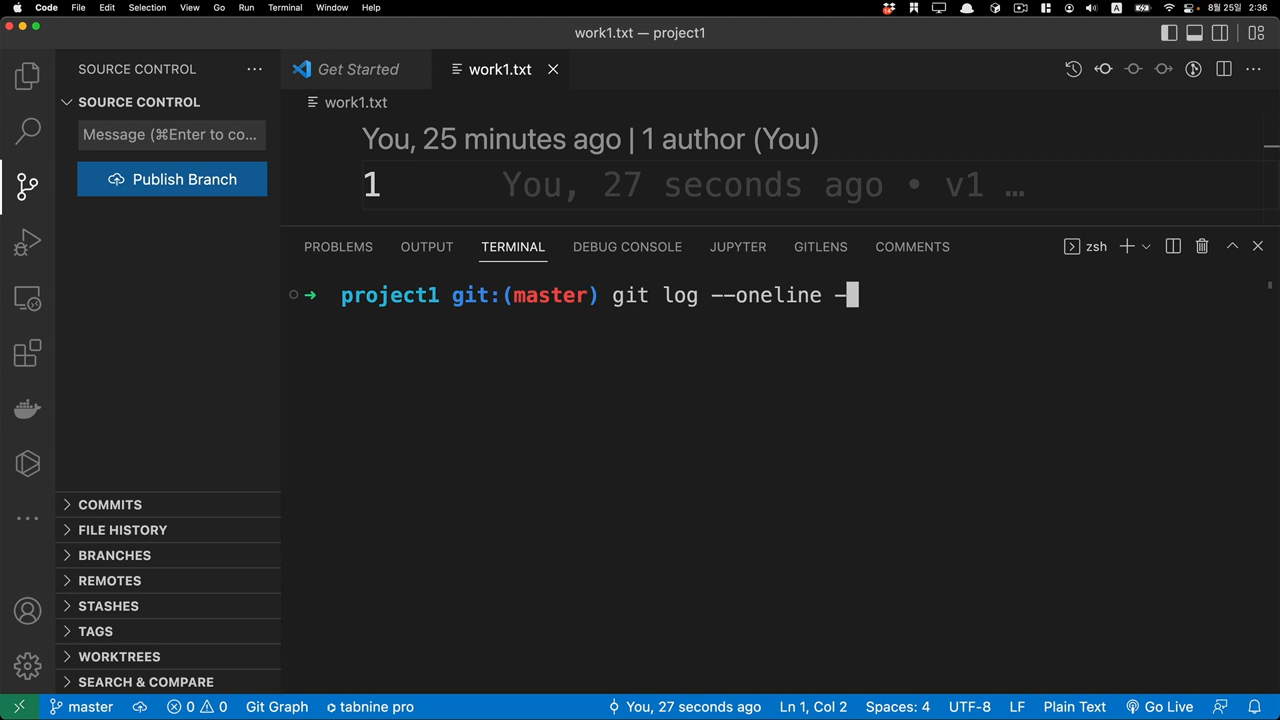 Code File Edit Selection View Go Run Terminal Window Help A 8월 25일 2:36
work1.txt — project1
SOURCE CONTROL
Get Started
work1.txt
SOURCE CONTROL
Message (⌘Enter to co...
Publish Branch
work1.txt
You, 25 minutes ago | 1 author (You)
1 You, 27 seconds ago • v1 …
PROBLEMS OUTPUT TERMINAL DEBUG CONSOLE JUPYTER GITLENS COMMENTS zsh
➜ project1 git:(master) git log --oneline -
COMMITS
FILE HISTORY
BRANCHES
REMOTES
STASHES
TAGS
WORKTREES
SEARCH & COMPARE
master 0 0 Git Graph tabnine pro You, 27 seconds ago Ln 1, Col 2 Spaces: 4 UTF-8 LF Plain Text Go Live